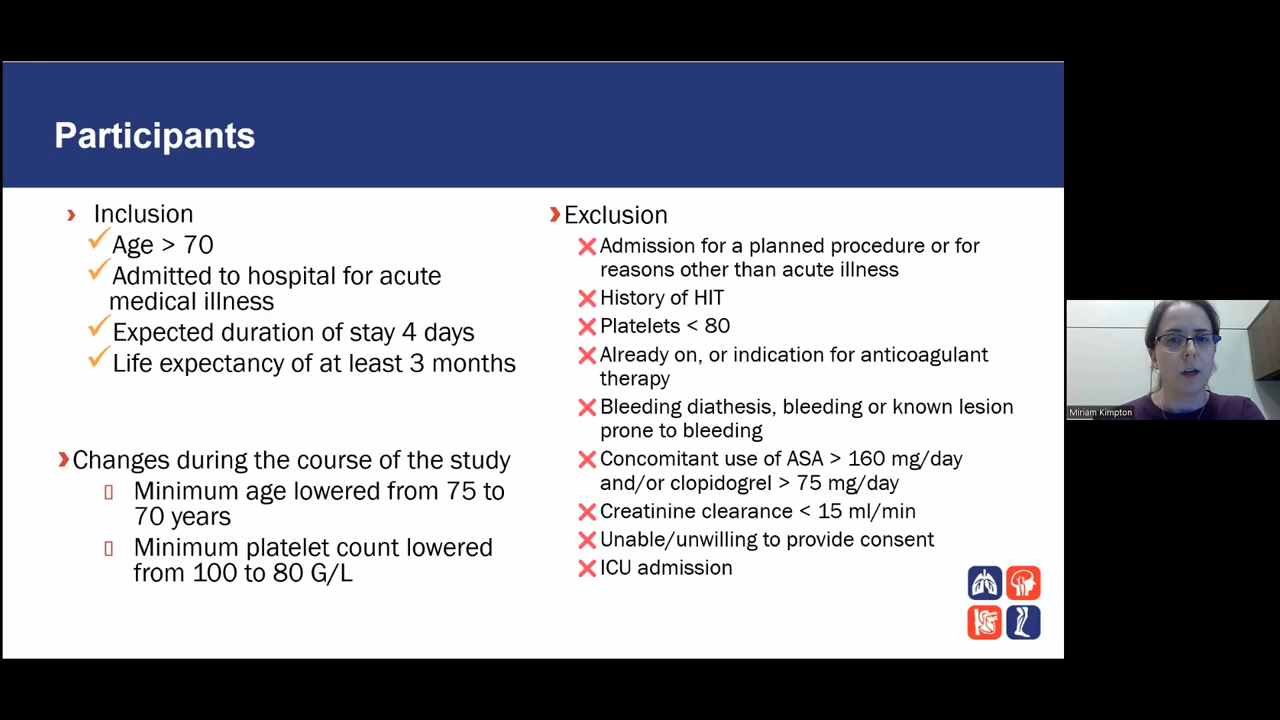 Participants
Inclusion
Age > 70
Admitted to hospital for acute
medical illness
Expected duration of stay 4 days
Life expectancy of at least 3 months
Changes during the course of the study
Minimum age lowered from 75 to
70 years
Minimum platelet count lowered
from 100 to 80 G/L
Exclusion
Admission for a planned procedure or for
reasons other than acute illness
History of HIT
Platelets < 80
Already on, or indication for anticoagulant
therapy
Bleeding diathesis, bleeding or known lesion
prone to bleeding
Concomitant use of ASA > 160 mg/day
and/or clopidogrel > 75 mg/day
Creatinine clearance < 15 ml/min
Unable/unwilling to provide consent
ICU admission
Miriam Kimpton